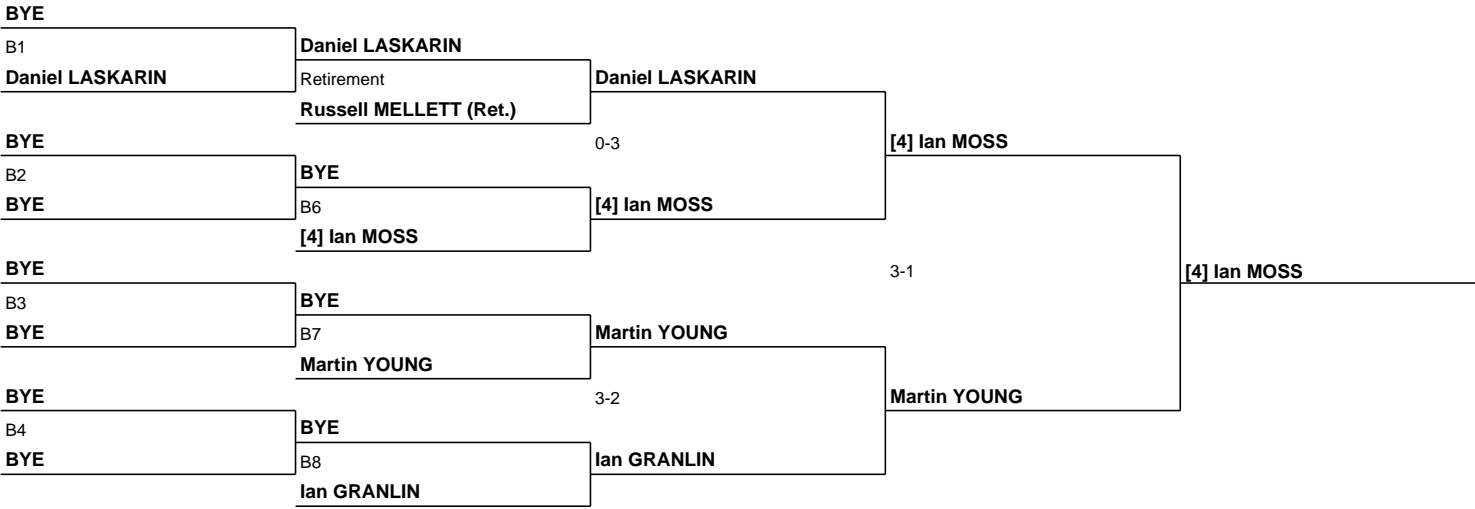 BYE
B1
Daniel LASKARIN
Daniel LASKARIN
Retirement
Daniel LASKARIN
Russell MELLETT (Ret.)
BYE
0-3
[4] Ian MOSS
B2
BYE
BYE
B6
[4] Ian MOSS
[4] Ian MOSS
BYE
3-1
[4] Ian MOSS
B3
BYE
BYE
B7
Martin YOUNG
Martin YOUNG
BYE
3-2
Martin YOUNG
B4
BYE
BYE
B8
Ian GRANLIN
Ian GRANLIN